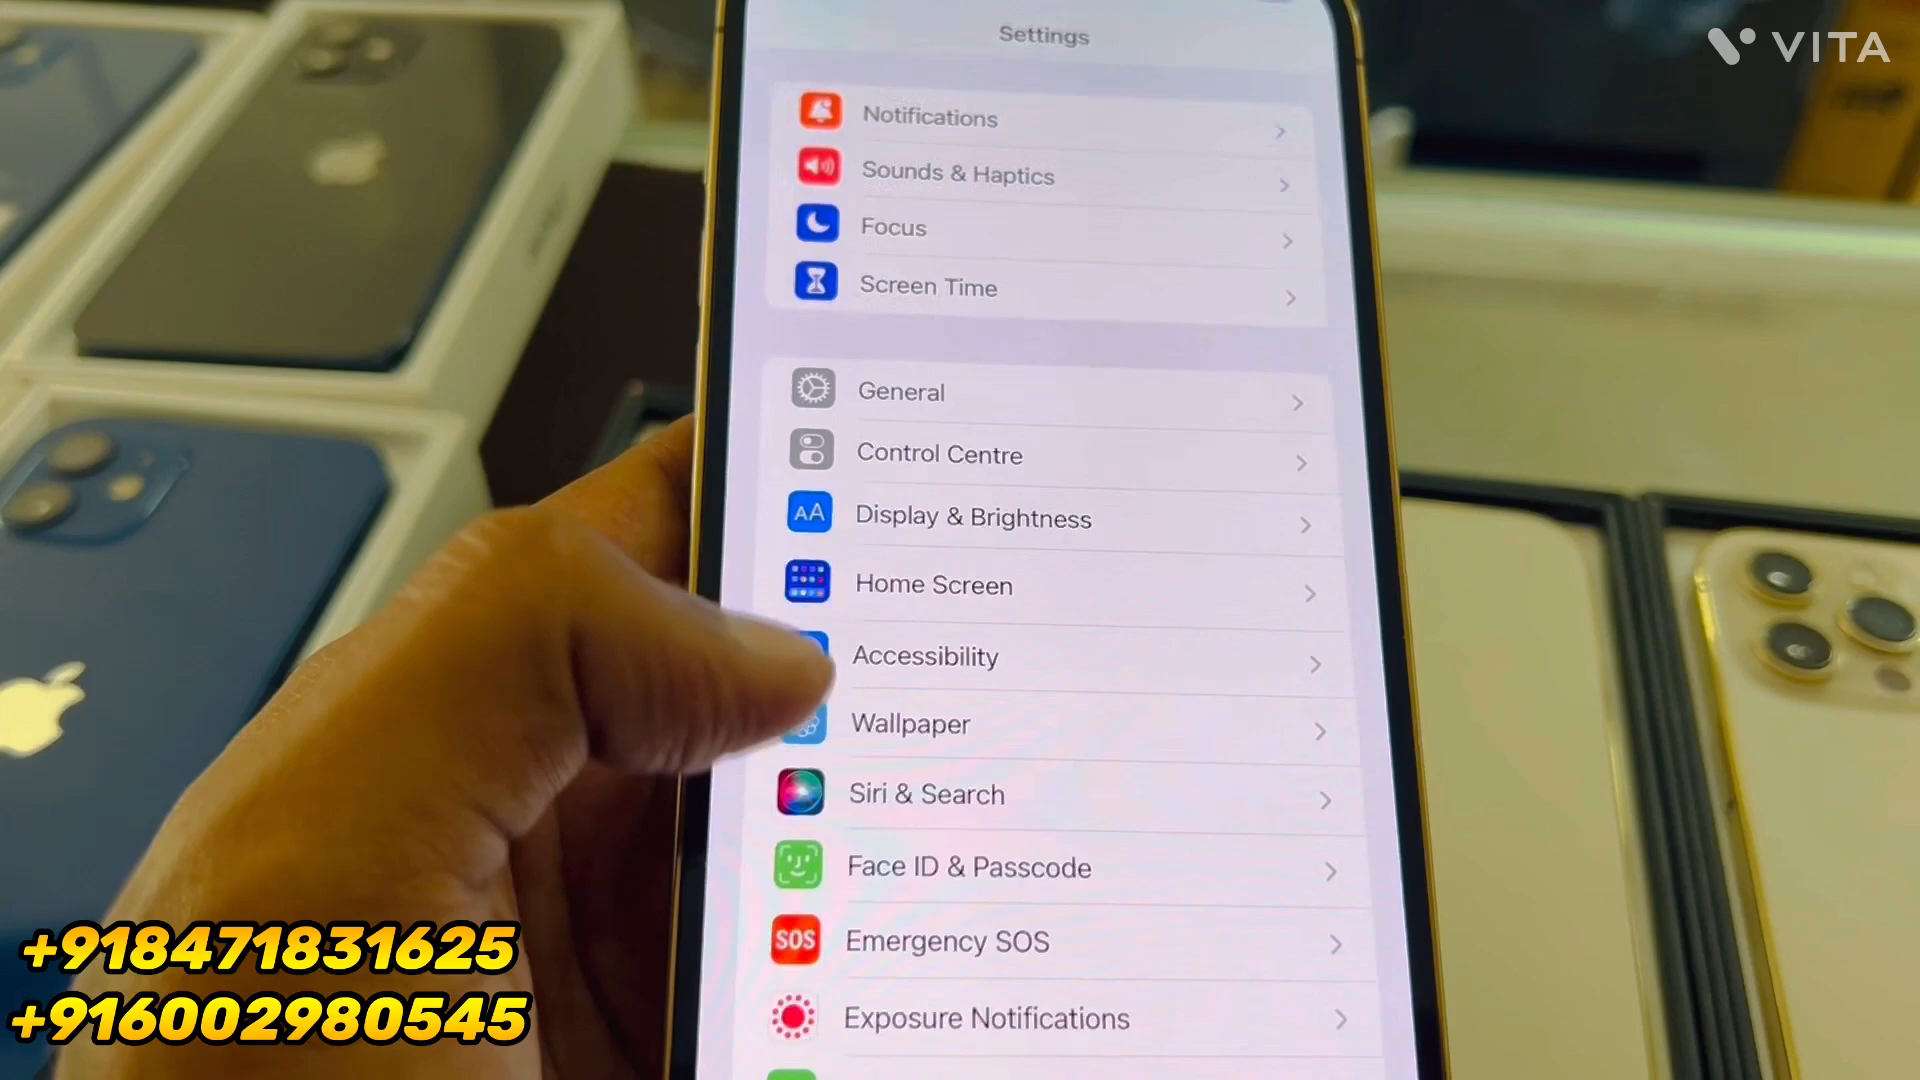 Settings
VITA
Notifications
Sounds & Haptics
Focus
Screen Time
General
Control Centre
AA Display & Brightness
Home Screen
Accessibility
Wallpaper
Siri & Search
Face ID & Passcode
SOS Emergency SOS
Exposure Notifications
+918471831625
+916002980545